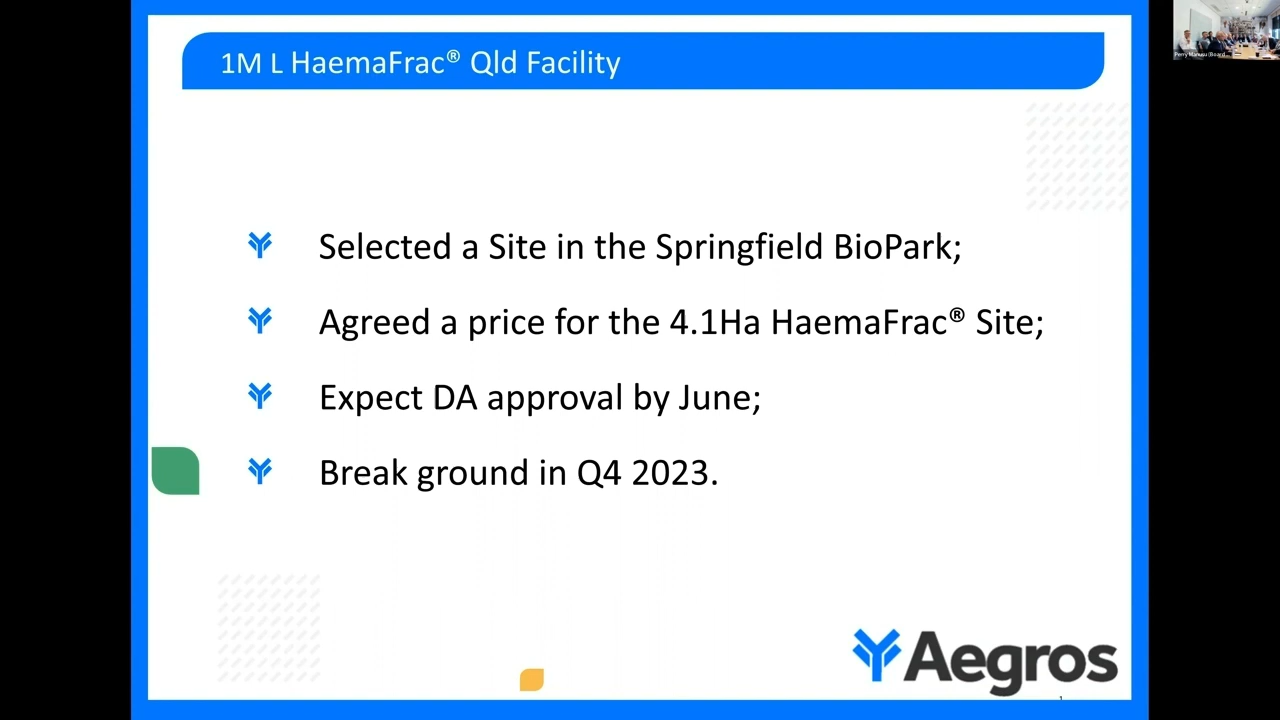 1M L HaemaFrac® Qld Facility
Selected a Site in the Springfield BioPark;
Agreed a price for the 4.1Ha HaemaFrac® Site;
Expect DA approval by June;
Break ground in Q4 2023.
Aegros
1